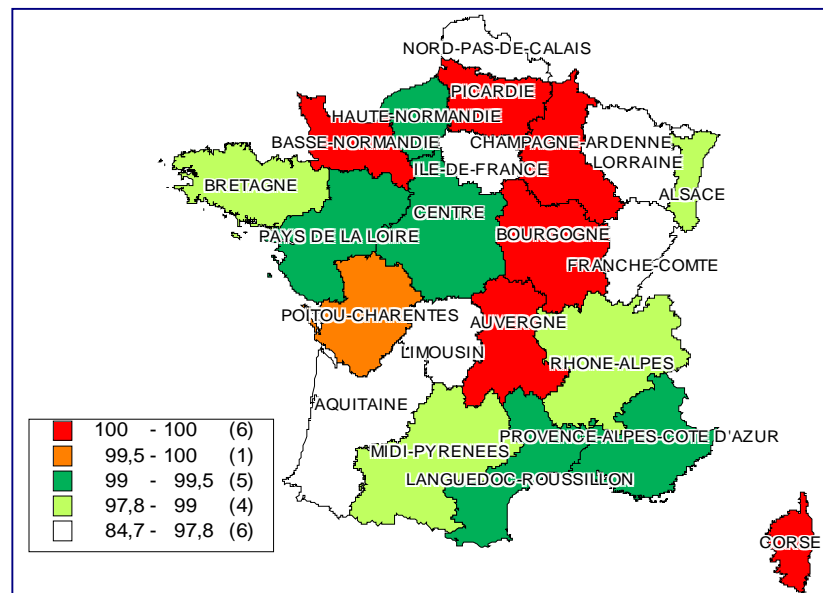 NORD-PAS-DE-CALAIS
PICARDIE
HAUTE-NORMANDIE
BASSE-NORMANDIE
CHAMPAGNE-ARDENNE
LORRAINE
ILE-DE-FRANCE
ALSACE
BRETAGNE
CENTRE
PAYS DE LA LOIRE
BOURGOGNE
FRANCHE-COMTE
POITOU-CHARENTES
AUVERGNE
LIMOUSIN
RHONE-ALPES
AQUITAINE
PROVENCE-ALPES-COTE D'AZUR
MIDI-PYRENEES
LANGUEDOC-ROUSSILLON
CORSE
100 - 100 (6)
99,5 - 100 (1)
99 - 99,5 (5)
97,8 - 99 (4)
84,7 - 97,8 (6)